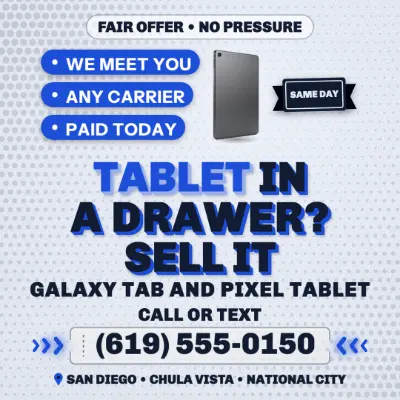 FAIR OFFER • NO PRESSURE
• WE MEET YOU
• ANY CARRIER
• PAID TODAY
SAME DAY
TABLET IN
A DRAWER?
SELL IT
GALAXY TAB AND PIXEL TABLET
CALL OR TEXT
(619) 555-0150
SAN DIEGO • CHULA VISTA • NATIONAL CITY